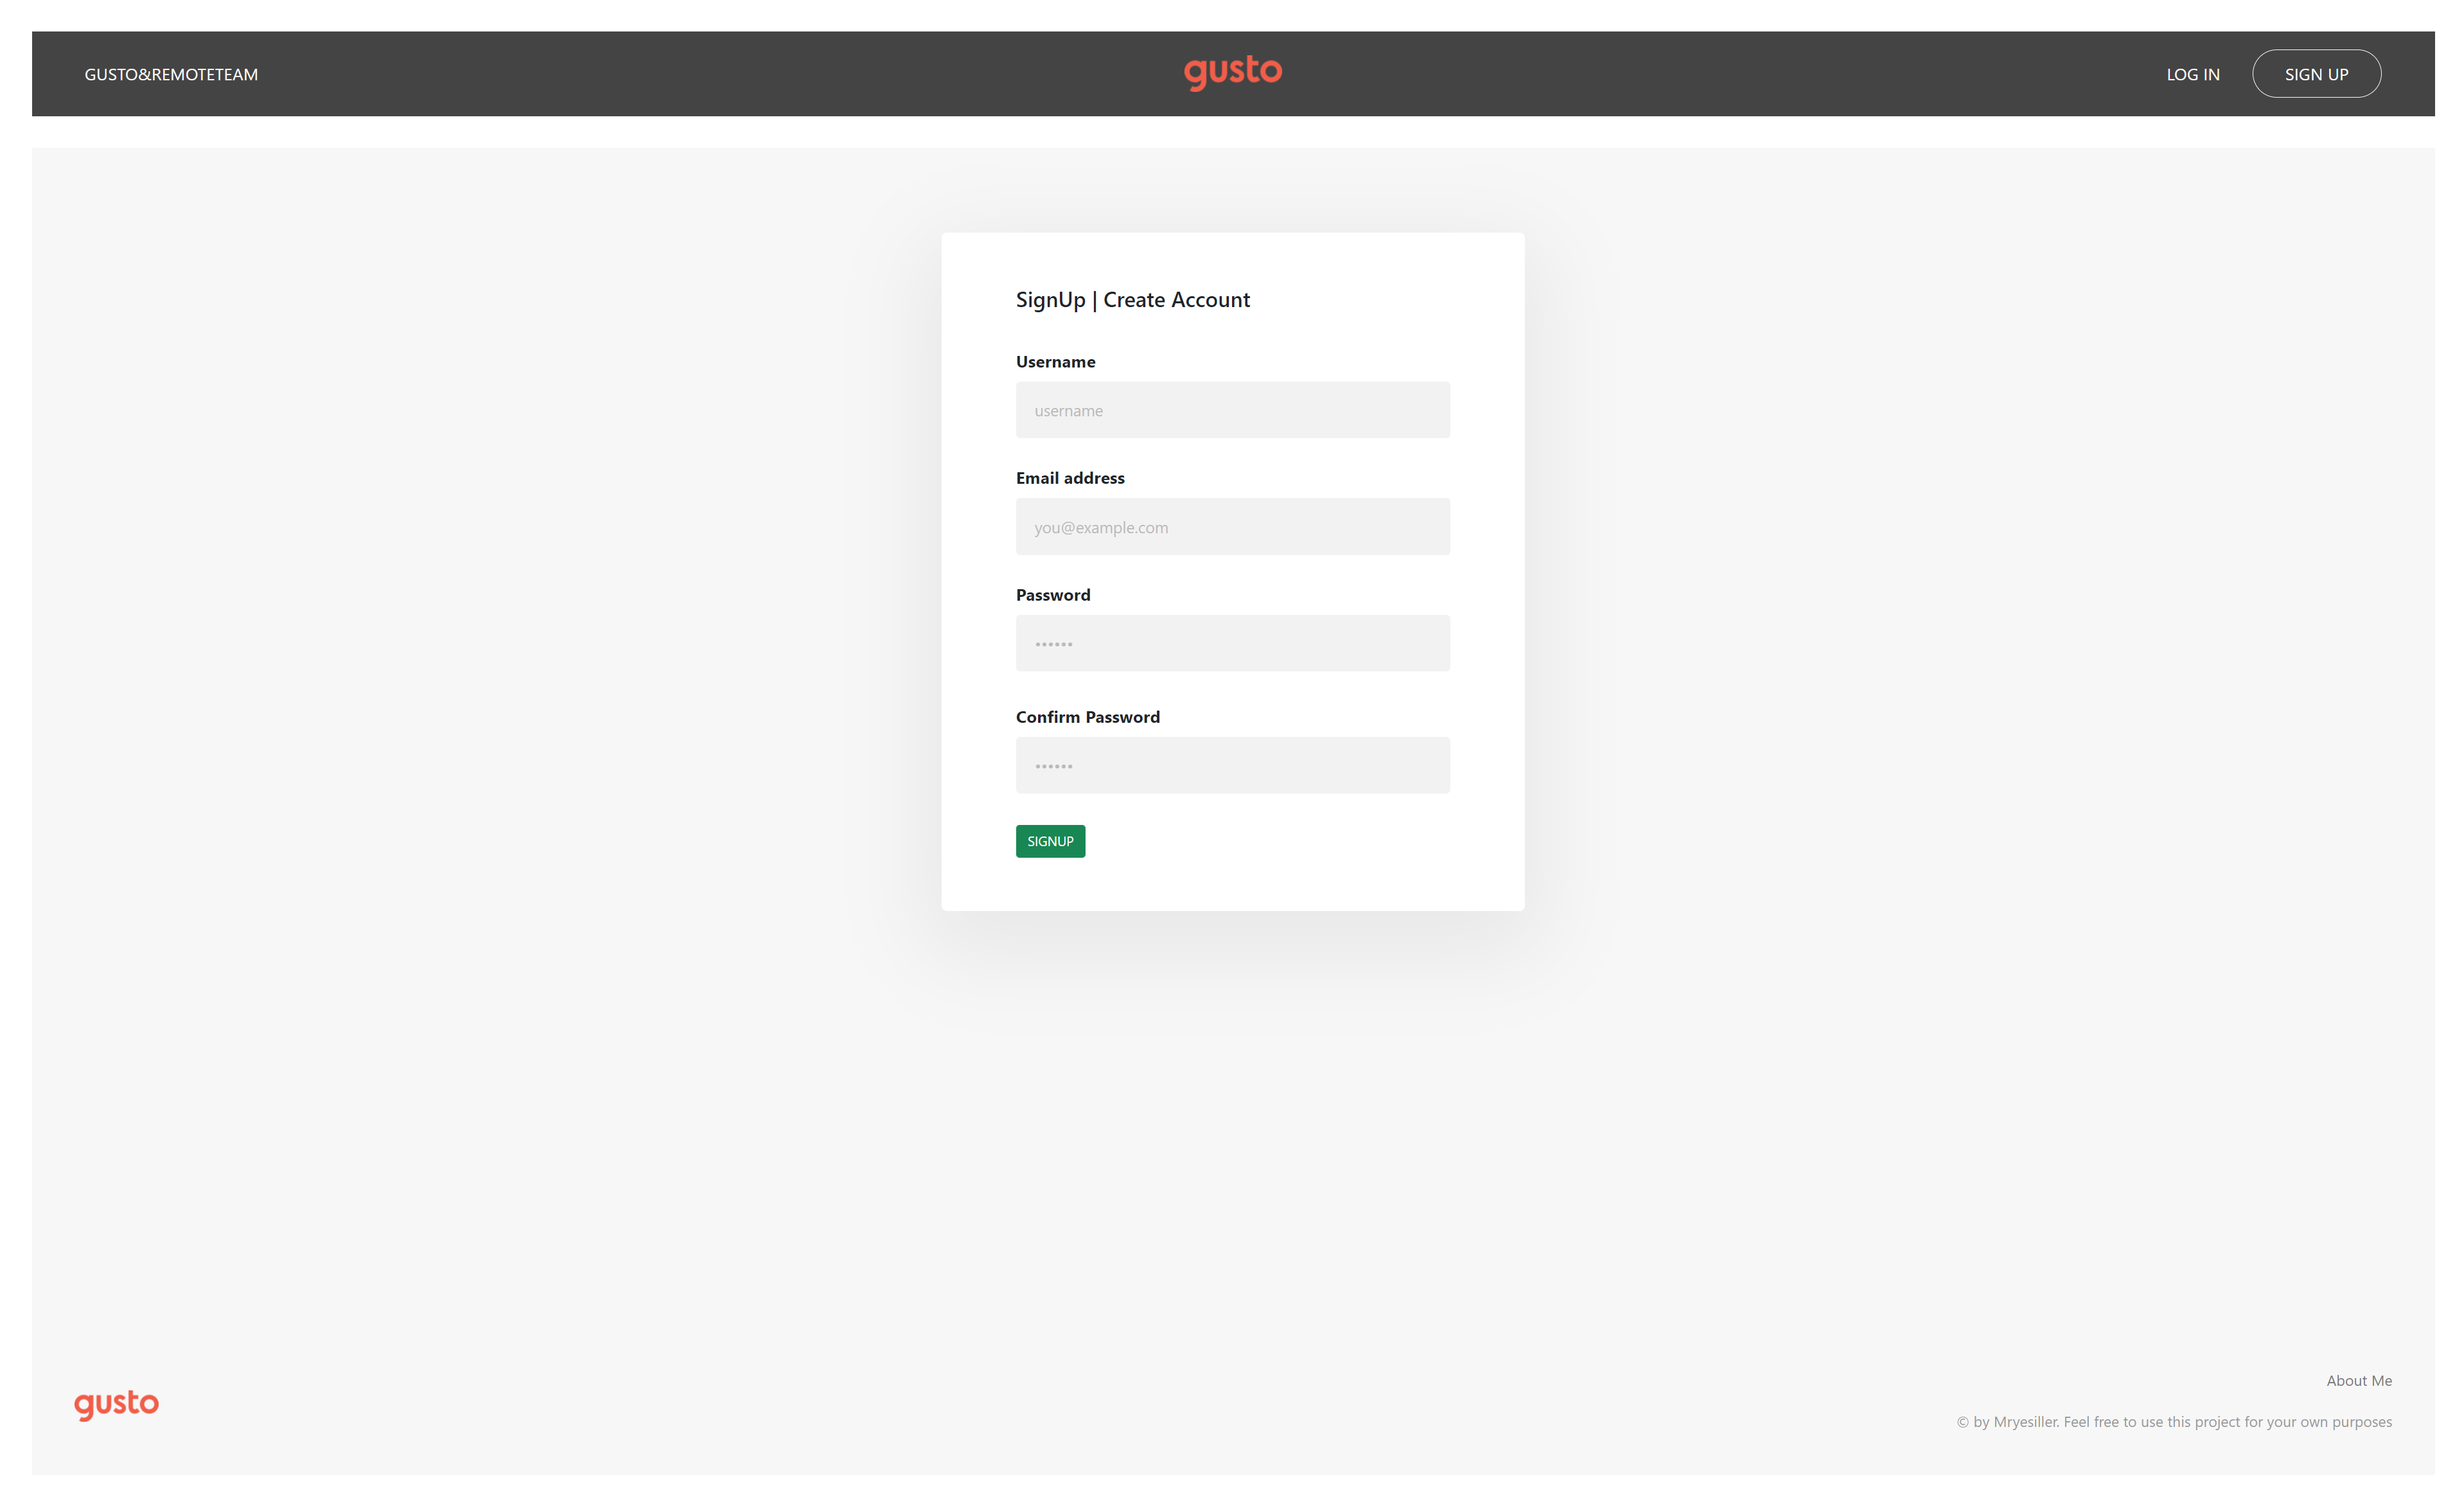 GUSTO&REMOTETEAM
gusto
LOG IN
SIGN UP
SignUp | Create Account
Username
username
Email address
you@example.com
Password
••••••
Confirm Password
••••••
SIGNUP
gusto
About Me
© by Mryesiller. Feel free to use this project for your own purposes